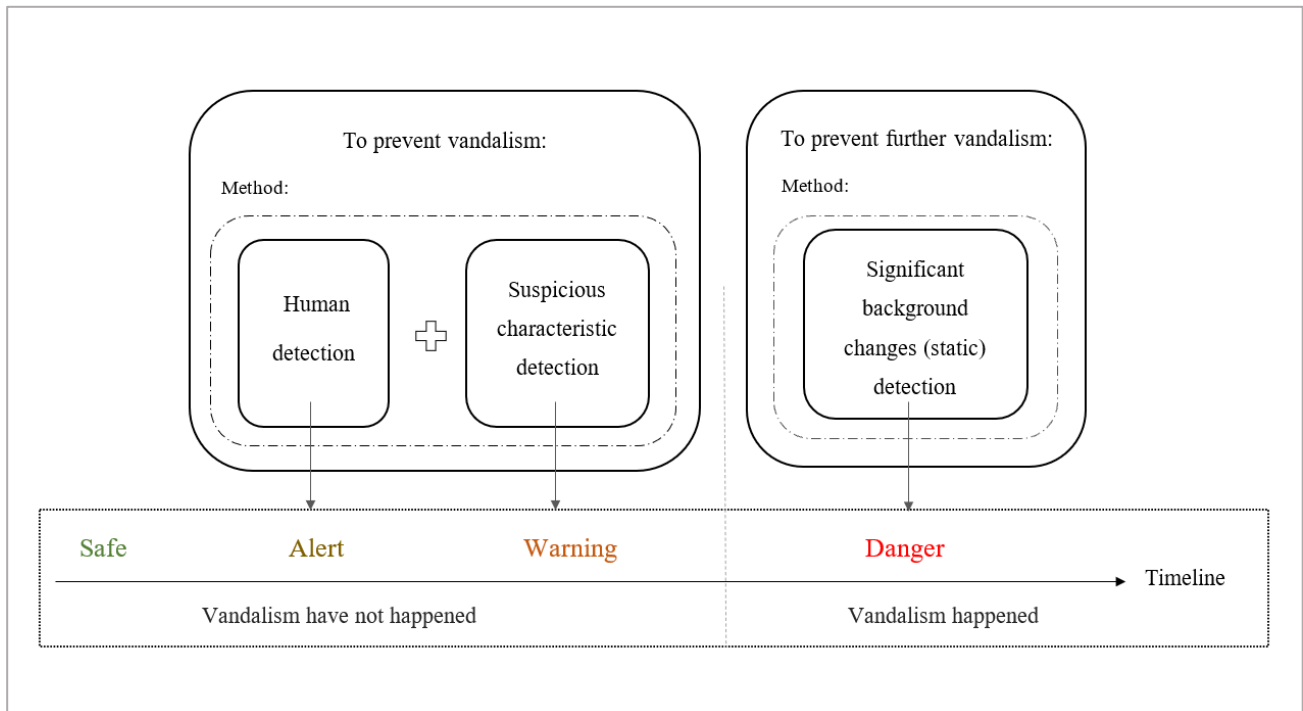 To prevent vandalism:
Method:
Human
detection
Suspicious
characteristic
detection
To prevent further vandalism:
Method:
Significant
background
changes (static)
detection
Safe
Alert
Warning
Danger
Timeline
Vandalism have not happened
Vandalism happened